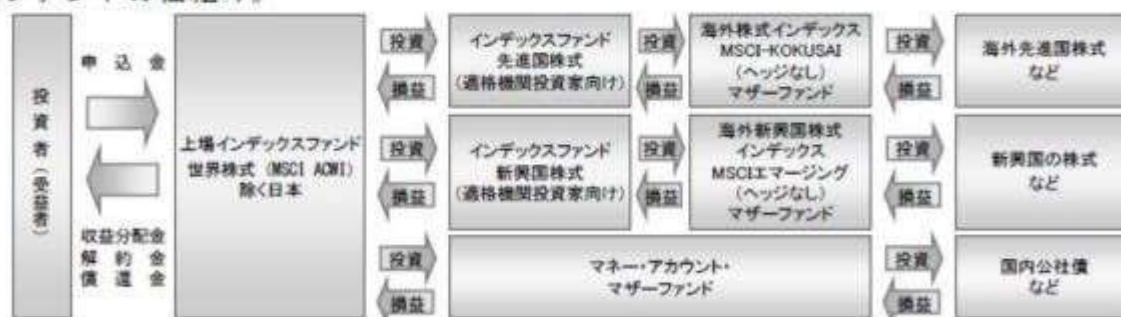 投資者(受益者)
申込金
収益分配金
解約金
償還金
上場インデックスファンド
世界株式(MSCI ACWI)
除く日本
投資
損益
インデックスファンド
先進国株式
(適格機関投資家向け)
投資
損益
海外株式インデックス
MSCI-KOKUSAI
(ヘッジなし)
マザーファンド
投資
損益
海外先進国株式
など
投資
損益
インデックスファンド
新興国株式
(適格機関投資家向け)
投資
損益
海外新興国株式
インデックス
MSCIエマージング
(ヘッジなし)
マザーファンド
投資
損益
新興国の株式
など
投資
損益
マネー・アカウント・
マザーファンド
投資
損益
国内公社債
など